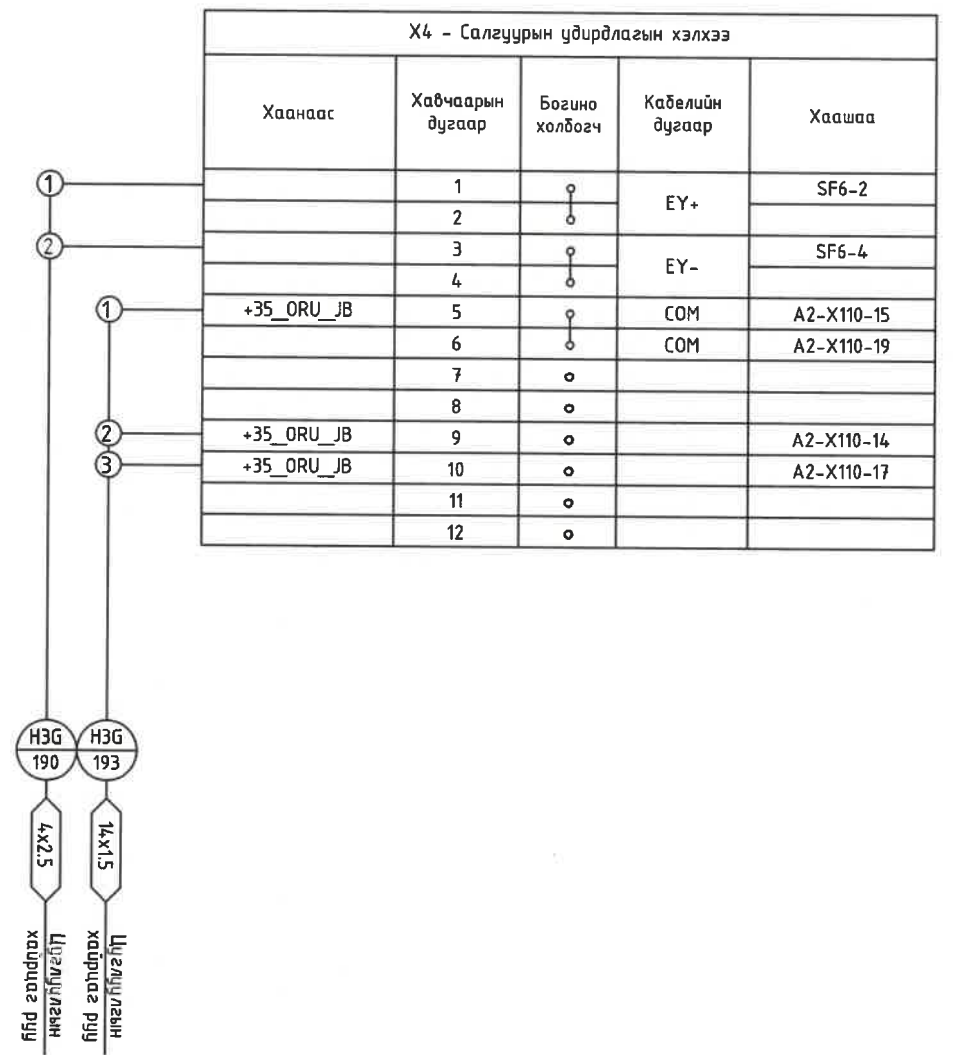 X4 - Салгуурын удирдлагын хэлхээ
Хаанаас Хавчаарын дугаар Богино холбогч Кабелийн дугаар Хаашаа
1 1 EY+ SF6-2
2
2 3 EY- SF6-4
4
1 +35_ORU_JB 5 COM A2-X110-15
6 COM A2-X110-19
7
8
2 +35_ORU_JB 9 A2-X110-14
3 +35_ORU_JB 10 A2-X110-17
11
12
H3G 190
H3G 193
4x2.5
14x1.5
Цуглуулгын
хайрцаг руу
Цуглуулгын
хайрцаг руу